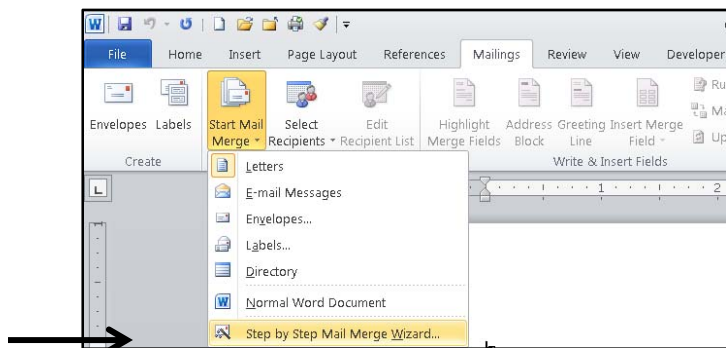 File Home Insert Page Layout References Mailings Review View Developer
Envelopes Labels Start Mail Merge Select Recipients Edit Recipient List Highlight Merge Fields Address Block Greeting Line Insert Merge Field
Create Write & Insert Fields
Letters
E-mail Messages
Envelopes...
Labels...
Directory
Normal Word Document
Step by Step Mail Merge Wizard...
1 2